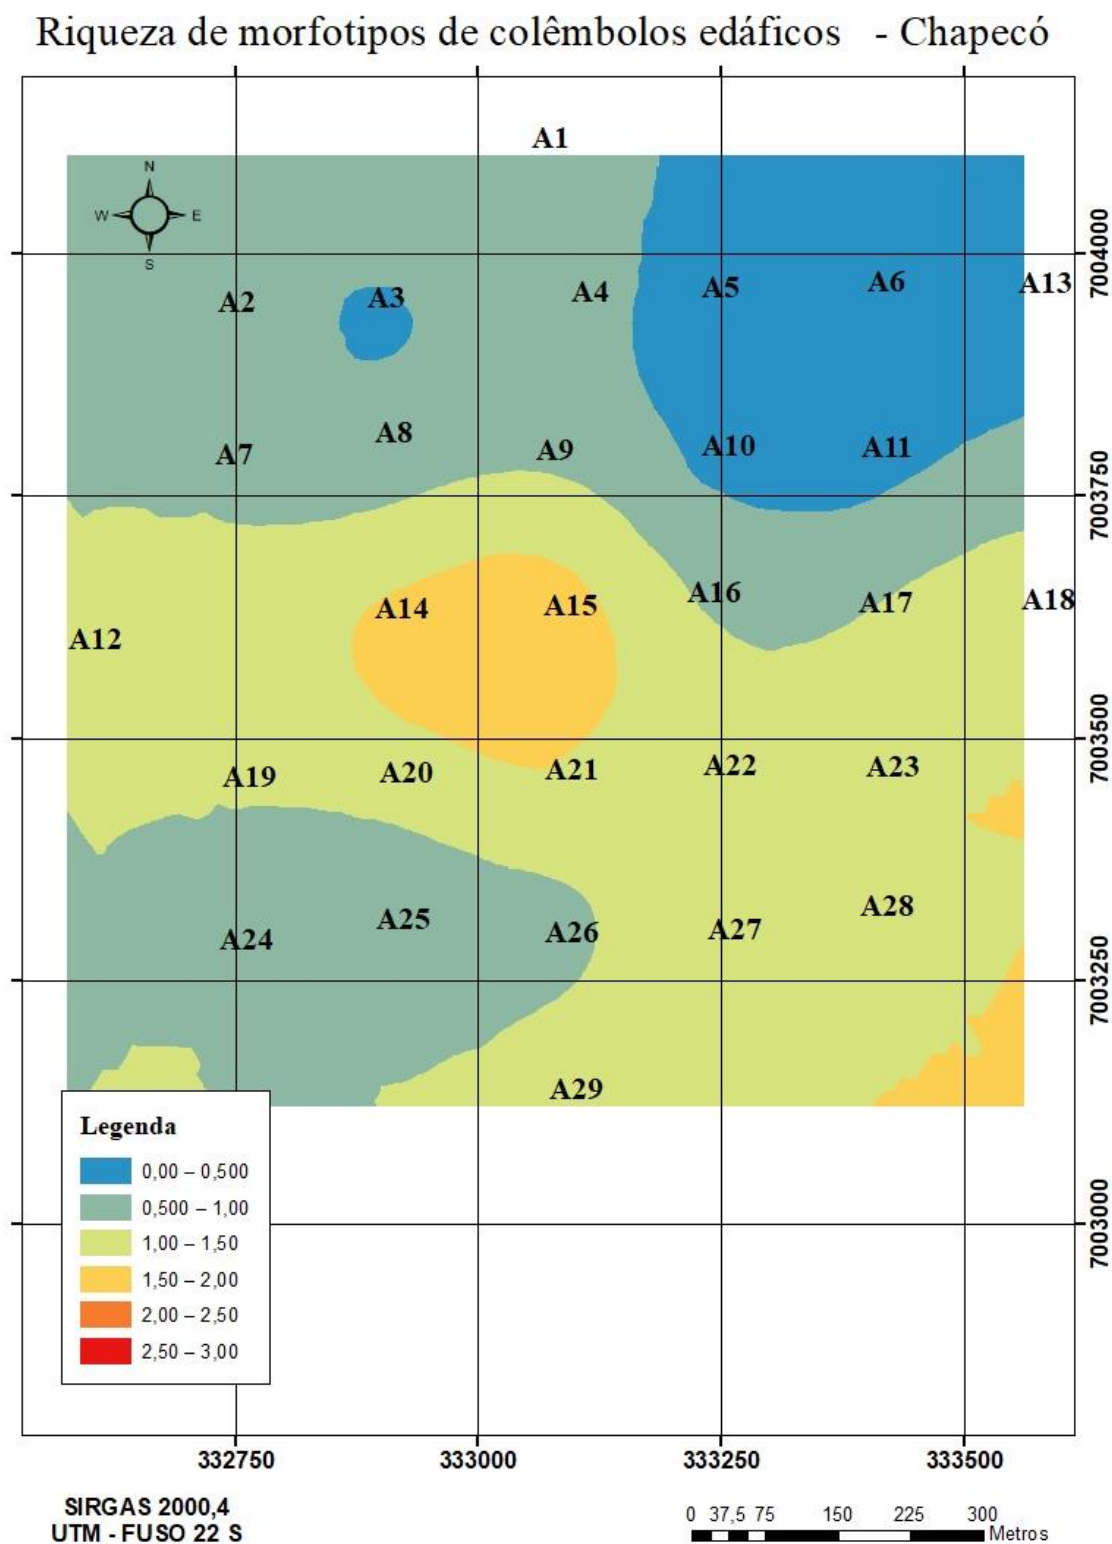 Riqueza de morfotipos de colêmbolos edáficos - Chapecó
A1
N
W E
S
7004000
A2 A3 A4 A5 A6 A13
A7 A8 A9 A10 A11
7003750
A12 A14 A15 A16 A17 A18
7003500
A19 A20 A21 A22 A23
A24 A25 A26 A27 A28
7003250
A29
Legenda
0,00 – 0,500
0,500 – 1,00
1,00 – 1,50
1,50 – 2,00
2,00 – 2,50
2,50 – 3,00
7003000
332750 333000 333250 333500
SIRGAS 2000,4
UTM - FUSO 22 S
0 37,5 75 150 225 300
Metros